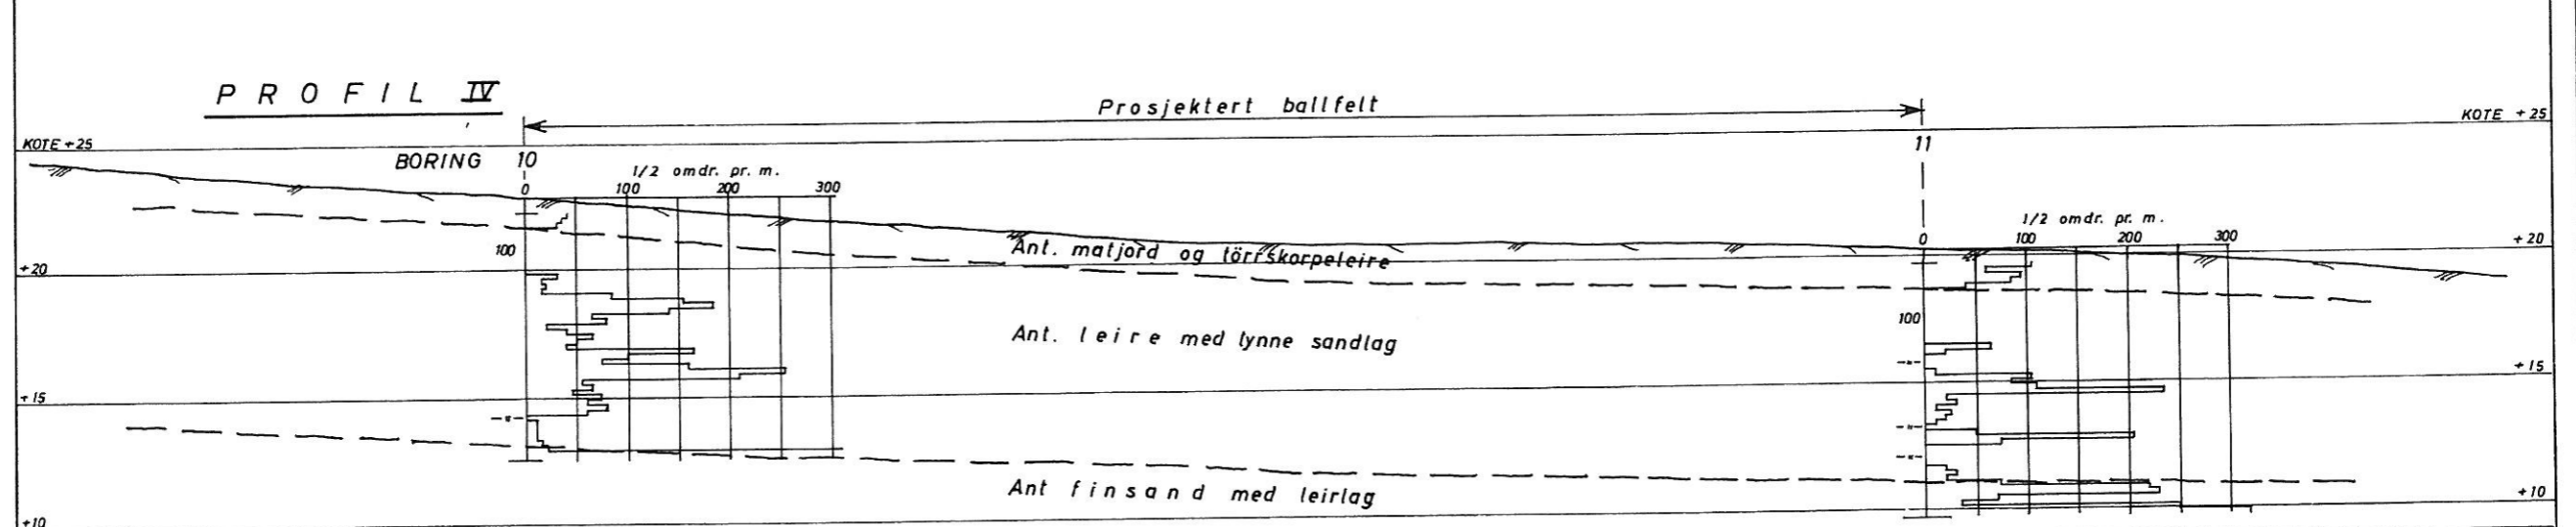 PROFIL IV
Prosjektert ballfelt
KOTE +25
KOTE +25
BORING 10
11
1/2 omdr. pr. m.
0 100 200 300
1/2 omdr. pr. m.
0 100 200 300
100
Ant. matjord og törrskorpeleire
+20
+20
100
Ant. leire med tynne sandlag
+15
+15
Ant finsand med leirlag
+10
+10